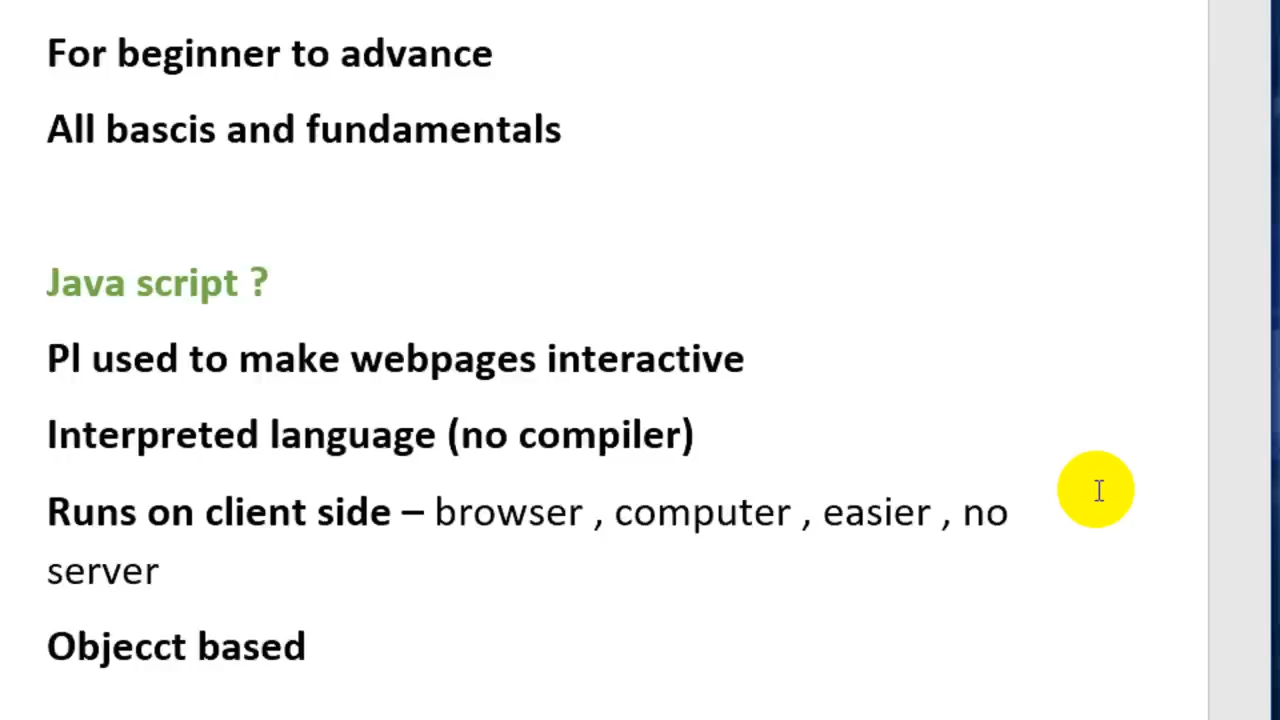 For beginner to advance
All bascis and fundamentals
Java script ?
Pl used to make webpages interactive
Interpreted language (no compiler)
Runs on client side – browser , computer , easier , no
server
Objecct based